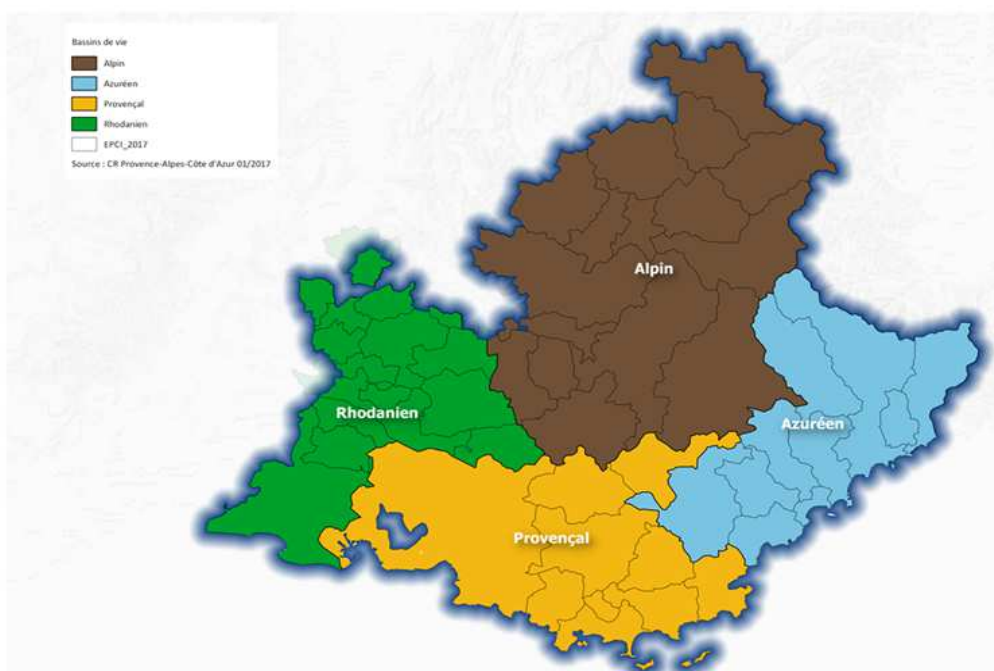 Bassins de vie
Alpin
Azuréen
Provençal
Rhodanien
EPCI_2017
Source : CR Provence-Alpes-Côte d'Azur 01/2017
Alpin
Rhodanien
Azuréen
Provençal